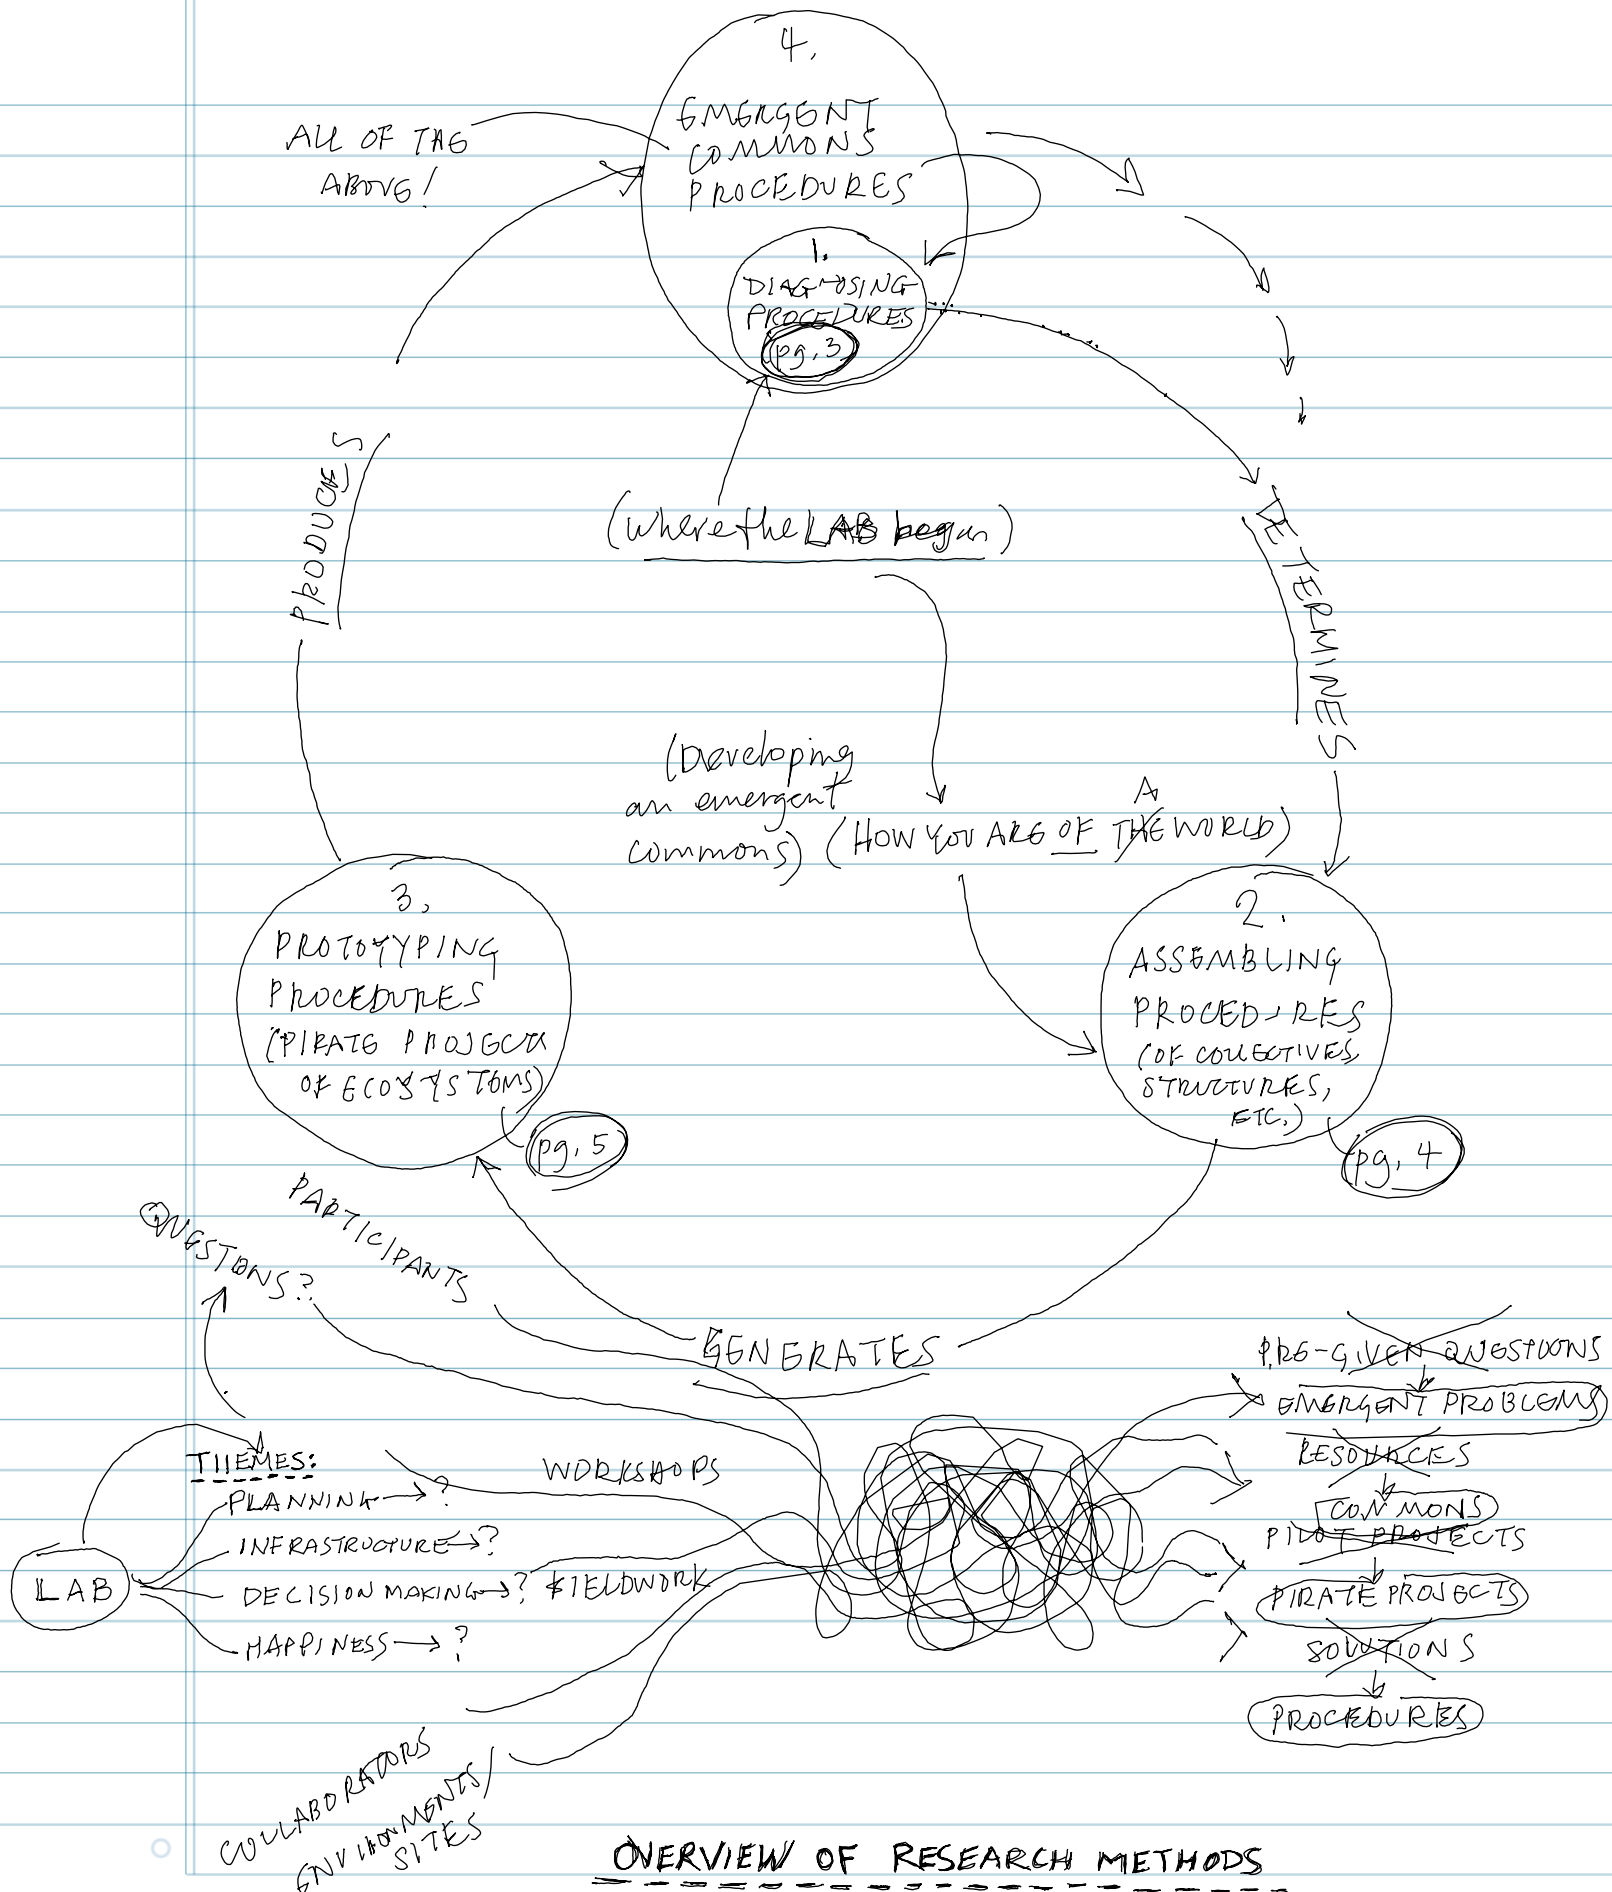 4.
EMERGENT
COMMONS
PROCEDURES
ALL OF THE
ABOVE!
1.
DIAGNOSING
PROCEDURES
pg. 3
PRODUCES
(where the LAB began)
DETERMINES
(Developing
an emergent
commons)
A
(HOW YOU ARE OF THE WORLD)
3.
PROTOTYPING
PROCEDURES
(PIRATE PROJECTS
OF ECOSYSTEMS)
pg. 5
2.
ASSEMBLING
PROCEDURES
(OF COLLECTIVES,
STRUCTURES,
ETC.)
pg. 4
PARTICIPANTS
QUESTIONS?
GENERATES
PRE-GIVEN QUESTIONS
EMERGENT PROBLEMS
RESOURCES
COMMONS
PILOT PROJECTS
PIRATE PROJECTS
SOLUTIONS
PROCEDURES
THEMES:
PLANNING → ?
INFRASTRUCTURE → ?
DECISION MAKING → ?
HAPPINESS → ?
LAB
WORKSHOPS
FIELDWORK
COLLABORATORS
ENVIRONMENTS/
SITES
OVERVIEW OF RESEARCH METHODS